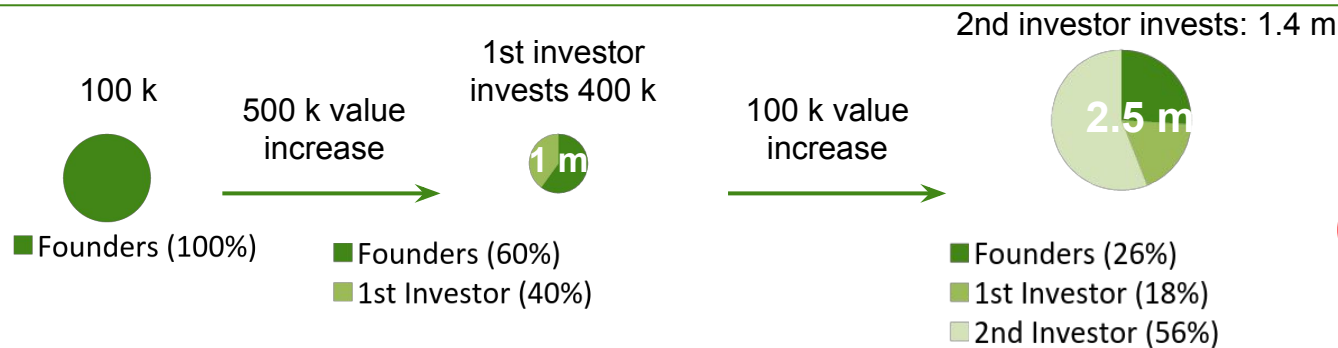 100 k
Founders (100%)
500 k value
increase
1st investor
invests 400 k
1 m
Founders (60%)
1st Investor (40%)
100 k value
increase
2nd investor invests: 1.4 m
2.5 m
Founders (26%)
1st Investor (18%)
2nd Investor (56%)